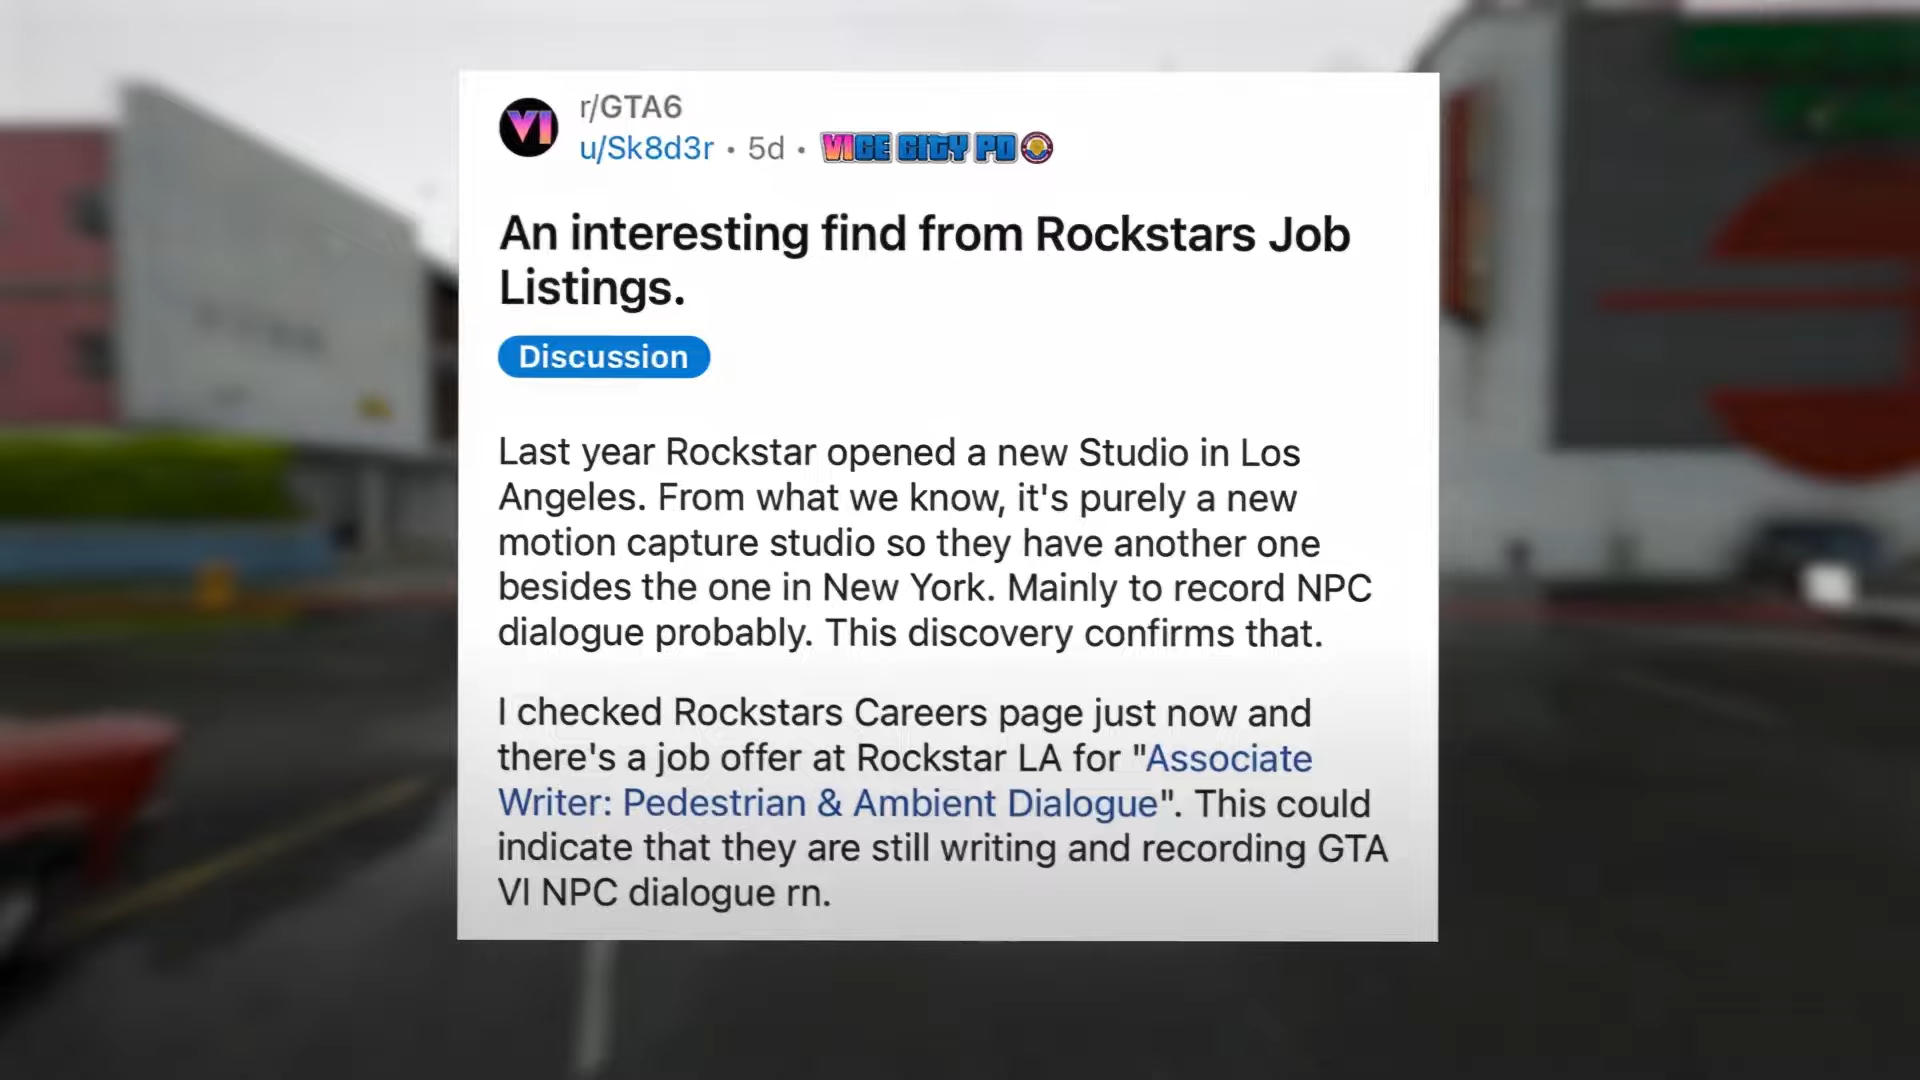 VI
r/GTA6
u/Sk8d3r • 5d • VICE CITY PD
An interesting find from Rockstars Job
Listings.
Discussion
Last year Rockstar opened a new Studio in Los
Angeles. From what we know, it's purely a new
motion capture studio so they have another one
besides the one in New York. Mainly to record NPC
dialogue probably. This discovery confirms that.
I checked Rockstars Careers page just now and
there's a job offer at Rockstar LA for "Associate
Writer: Pedestrian & Ambient Dialogue". This could
indicate that they are still writing and recording GTA
VI NPC dialogue rn.